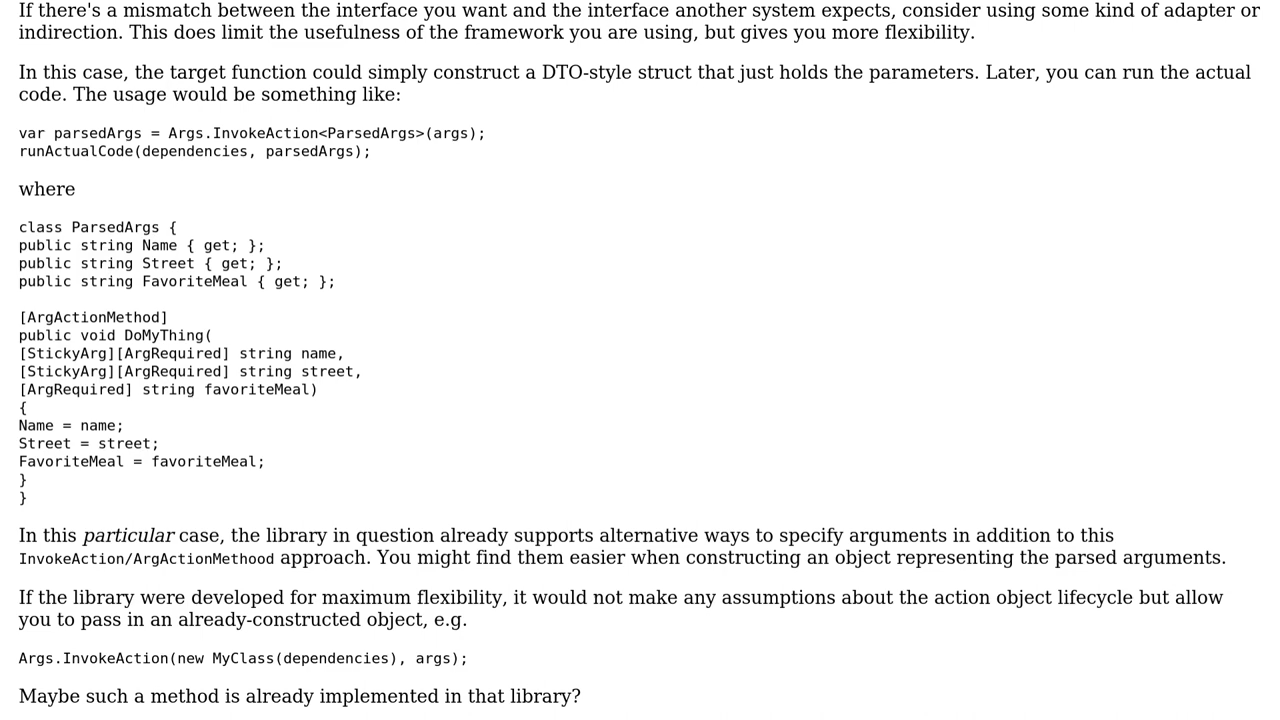 If there's a mismatch between the interface you want and the interface another system expects, consider using some kind of adapter or
indirection. This does limit the usefulness of the framework you are using, but gives you more flexibility.
In this case, the target function could simply construct a DTO-style struct that just holds the parameters. Later, you can run the actual
code. The usage would be something like:
var parsedArgs = Args.InvokeAction<ParsedArgs>(args);
runActualCode(dependencies, parsedArgs);
where
class ParsedArgs {
public string Name { get; };
public string Street { get; };
public string FavoriteMeal { get; };
[ArgActionMethod]
public void DoMyThing(
[StickyArg][ArgRequired] string name,
[StickyArg][ArgRequired] string street,
[ArgRequired] string favoriteMeal)
{
Name = name;
Street = street;
FavoriteMeal = favoriteMeal;
}
}
In this particular case, the library in question already supports alternative ways to specify arguments in addition to this
InvokeAction/ArgActionMethood approach. You might find them easier when constructing an object representing the parsed arguments.
If the library were developed for maximum flexibility, it would not make any assumptions about the action object lifecycle but allow
you to pass in an already-constructed object, e.g.
Args.InvokeAction(new MyClass(dependencies), args);
Maybe such a method is already implemented in that library?